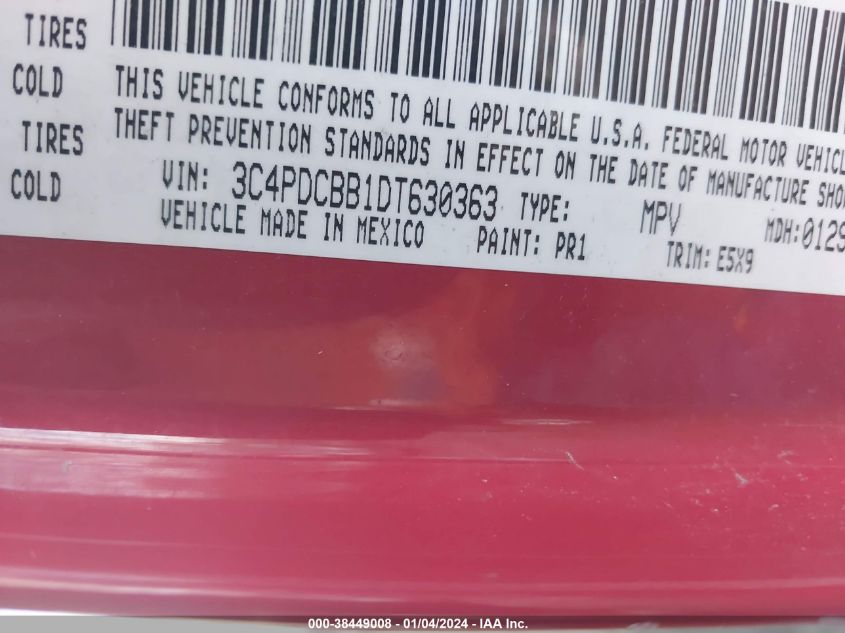 TIRES
COLD
TIRES
COLD
THIS VEHICLE CONFORMS TO ALL APPLICABLE U.S.A. FEDERAL MOTOR VEHICL
THEFT PREVENTION STANDARDS IN EFFECT ON THE DATE OF MANUFACTURE SHO
VIN: 3C4PDCBB1DT630363 TYPE: MPV MDH:0129
VEHICLE MADE IN MEXICO PAINT: PR1 TRIM: E5X9
000-38449008 - 01/04/2024 - IAA Inc.